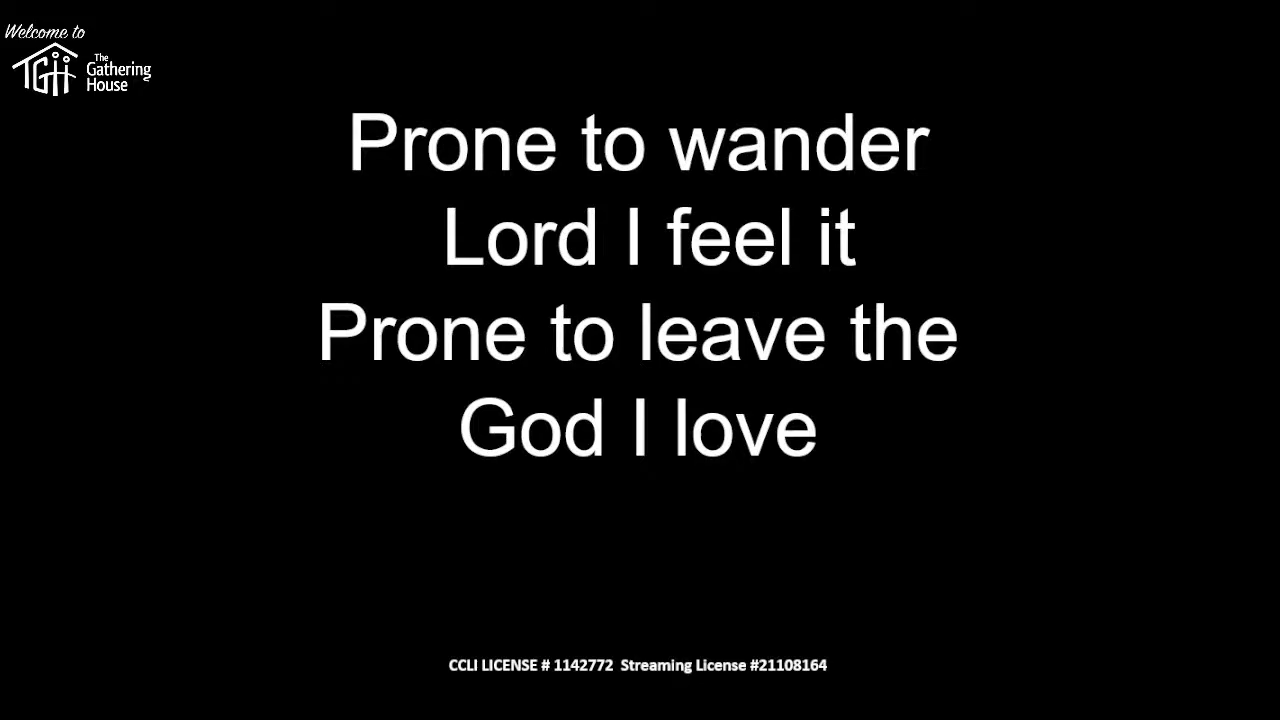 Welcome to
TGH
The
Gathering
House
Prone to wander
Lord I feel it
Prone to leave the
God I love
CCLI LICENSE # 1142772 Streaming License #21108164